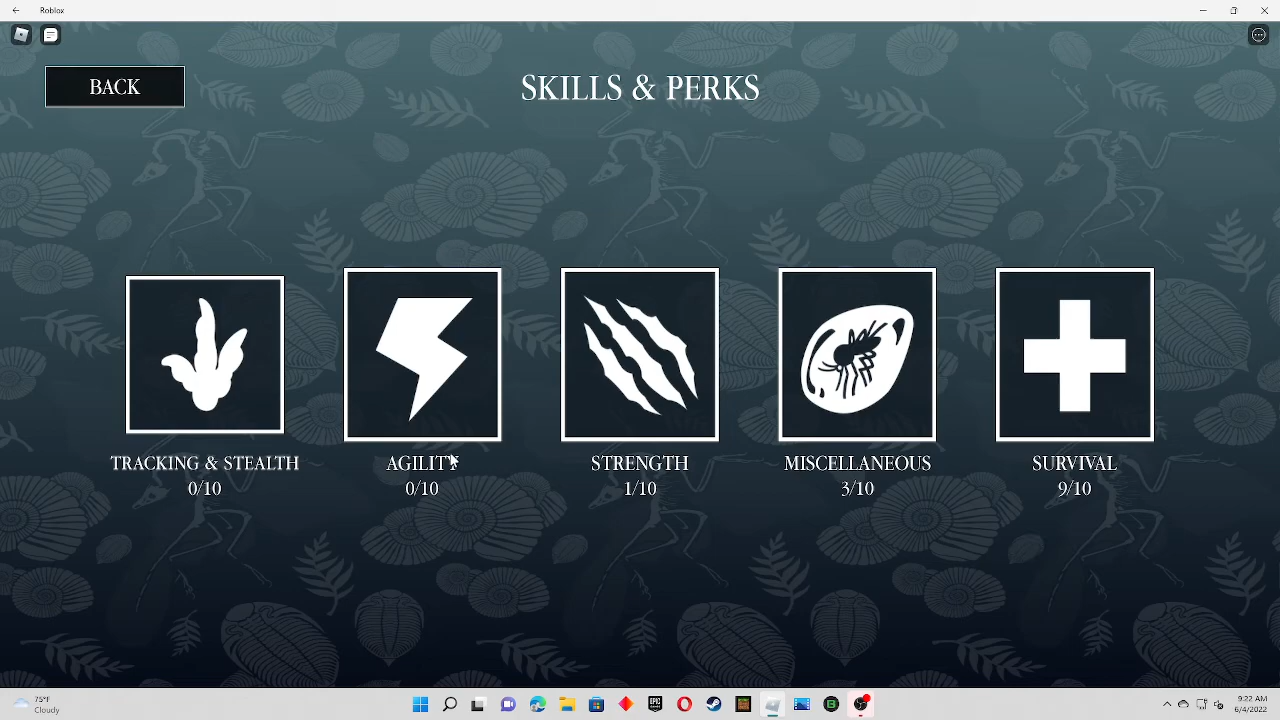 Roblox
BACK
SKILLS & PERKS
TRACKING & STEALTH
0/10
AGILITY
0/10
STRENGTH
1/10
MISCELLANEOUS
3/10
SURVIVAL
9/10
75°F
Cloudy
EPIC
9:22 AM
6/4/2022